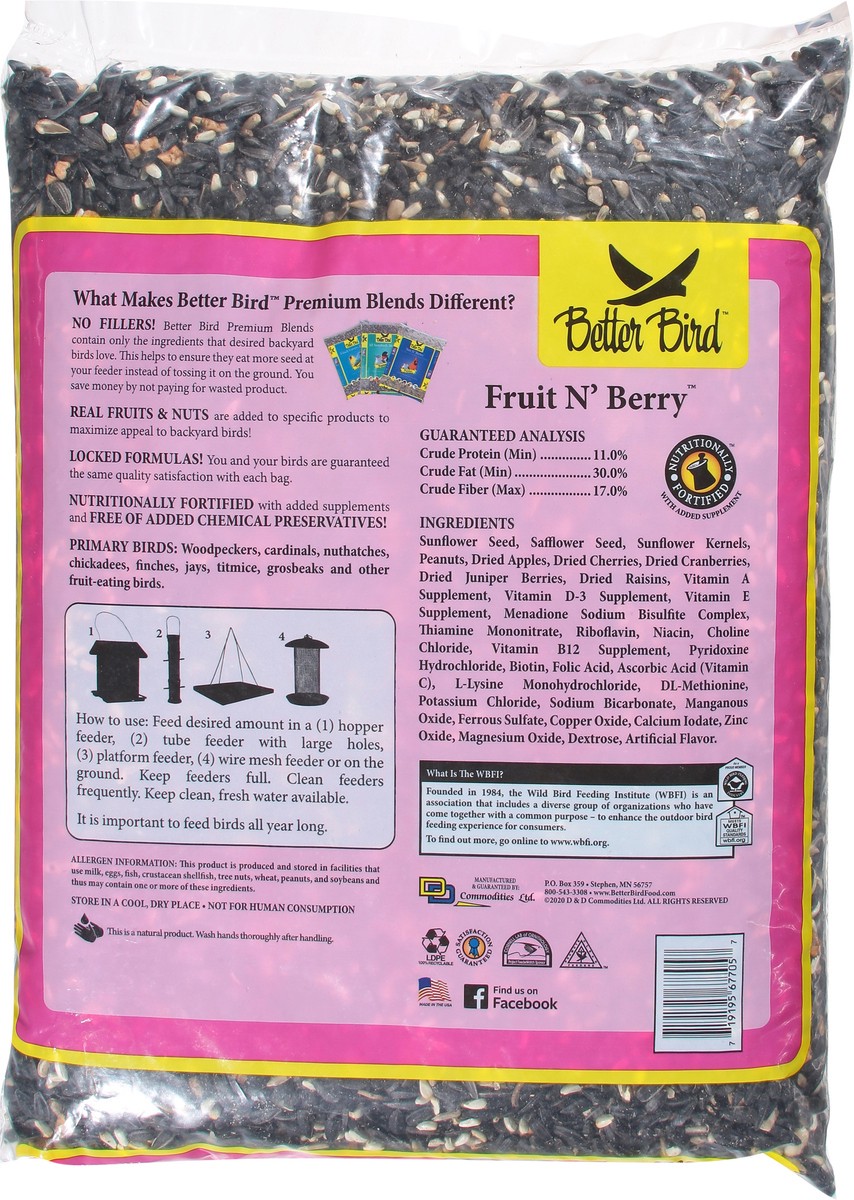 Better Bird™
What Makes Better Bird™ Premium Blends Different?
NO FILLERS! Better Bird Premium Blends
contain only the ingredients that desired backyard
birds love. This helps to ensure they eat more seed at
your feeder instead of tossing it on the ground. You
save money by not paying for wasted product.
REAL FRUITS & NUTS are added to specific products to
maximize appeal to backyard birds!
LOCKED FORMULAS! You and your birds are guaranteed
the same quality satisfaction with each bag.
NUTRITIONALLY FORTIFIED with added supplements
and FREE OF ADDED CHEMICAL PRESERVATIVES!
PRIMARY BIRDS: Woodpeckers, cardinals, nuthatches,
chickadees, finches, jays, titmice, grosbeaks and other
fruit-eating birds.
1 2 3 4
How to use: Feed desired amount in a (1) hopper
feeder, (2) tube feeder with large holes,
(3) platform feeder, (4) wire mesh feeder or on the
ground. Keep feeders full. Clean feeders
frequently. Keep clean, fresh water available.
It is important to feed birds all year long.
ALLERGEN INFORMATION: This product is produced and stored in facilities that
use milk, eggs, fish, crustacean shellfish, tree nuts, wheat, peanuts, and soybeans and
thus may contain one or more of these ingredients.
STORE IN A COOL, DRY PLACE • NOT FOR HUMAN CONSUMPTION
This is a natural product. Wash hands thoroughly after handling.
Fruit N' Berry™
GUARANTEED ANALYSIS
Crude Protein (Min) ..............11.0%
Crude Fat (Min) .....................30.0%
Crude Fiber (Max) .................17.0%
NUTRITIONALLY
• FORTIFIED •™
WITH ADDED SUPPLEMENT
INGREDIENTS
Sunflower Seed, Safflower Seed, Sunflower Kernels,
Peanuts, Dried Apples, Dried Cherries, Dried Cranberries,
Dried Juniper Berries, Dried Raisins, Vitamin A
Supplement, Vitamin D-3 Supplement, Vitamin E
Supplement, Menadione Sodium Bisulfite Complex,
Thiamine Mononitrate, Riboflavin, Niacin, Choline
Chloride, Vitamin B12 Supplement, Pyridoxine
Hydrochloride, Biotin, Folic Acid, Ascorbic Acid (Vitamin
C), L-Lysine Monohydrochloride, DL-Methionine,
Potassium Chloride, Sodium Bicarbonate, Manganous
Oxide, Ferrous Sulfate, Copper Oxide, Calcium Iodate, Zinc
Oxide, Magnesium Oxide, Dextrose, Artificial Flavor.
What Is The WBFI?
Founded in 1984, the Wild Bird Feeding Institute (WBFI) is an
association that includes a diverse group of organizations who have
come together with a common purpose – to enhance the outdoor bird
feeding experience for consumers.
To find out more, go online to www.wbfi.org.
MEETS
WBFI
QUALITY
STANDARDS
wbfi.org
MANUFACTURED
& GUARANTEED BY:
Commodities Ltd.
P.O. Box 359 • Stephen, MN 56757
800-543-3308 • www.BetterBirdFood.com
©2020 D & D Commodities Ltd. ALL RIGHTS RESERVED
LDPE
100% RECYCLABLE
SATISFACTION
GUARANTEED
MADE IN THE USA
Find us on
Facebook
7 19195 67705 7